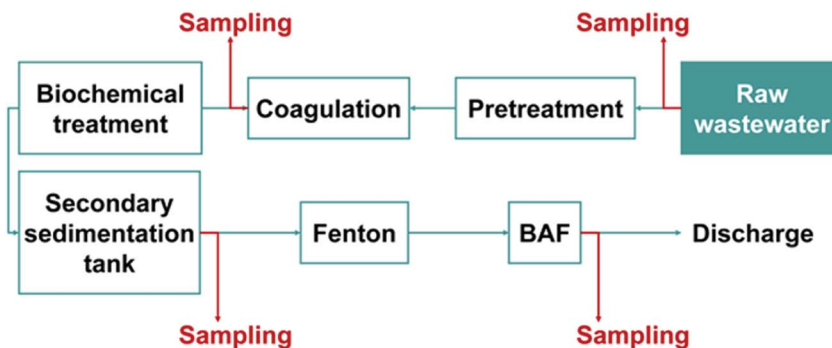 Sampling
Sampling
Biochemical
treatment
Coagulation
Pretreatment
Raw
wastewater
Secondary
sedimentation
tank
Fenton
BAF
Discharge
Sampling
Sampling